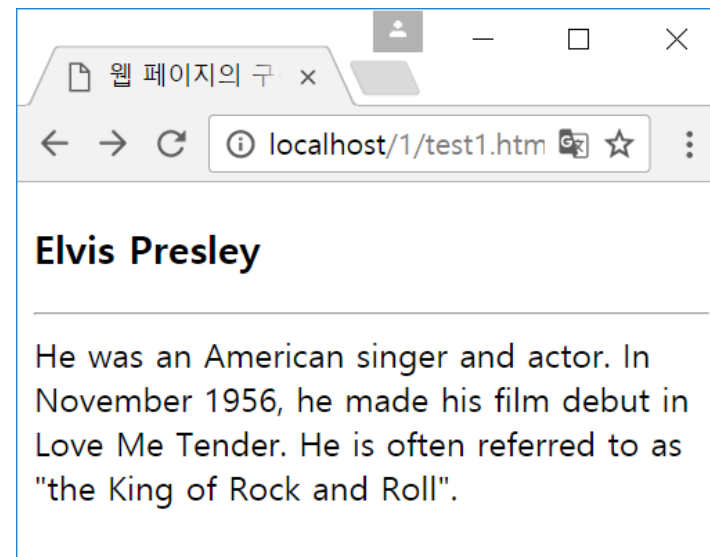 웹 페이지의 구
localhost/1/test1.htm
Elvis Presley
He was an American singer and actor. In
November 1956, he made his film debut in
Love Me Tender. He is often referred to as
"the King of Rock and Roll".